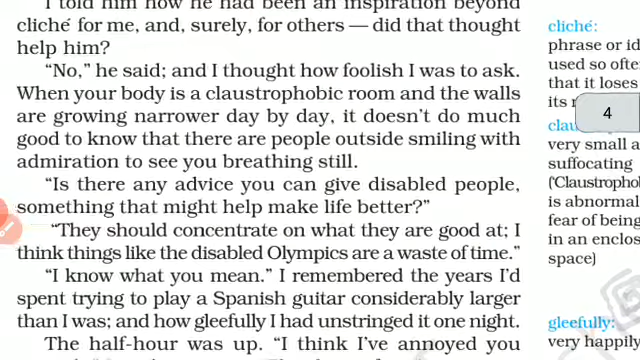 I told him how he had been an inspiration beyond
cliché for me, and, surely, for others — did that thought
help him?
“No,” he said; and I thought how foolish I was to ask.
When your body is a claustrophobic room and the walls
are growing narrower day by day, it doesn’t do much
good to know that there are people outside smiling with
admiration to see you breathing still.
“Is there any advice you can give disabled people,
something that might help make life better?”
“They should concentrate on what they are good at; I
think things like the disabled Olympics are a waste of time.”
“I know what you mean.” I remembered the years I’d
spent trying to play a Spanish guitar considerably larger
than I was; and how gleefully I had unstringed it one night.
The half-hour was up. “I think I’ve annoyed you
cliché:
phrase or id
used so ofte
that it loses
its
4
clau
very small a
suffocating
(‘Claustrophob
is abnormal
fear of being
in an enclos
space)
gleefully:
very happily